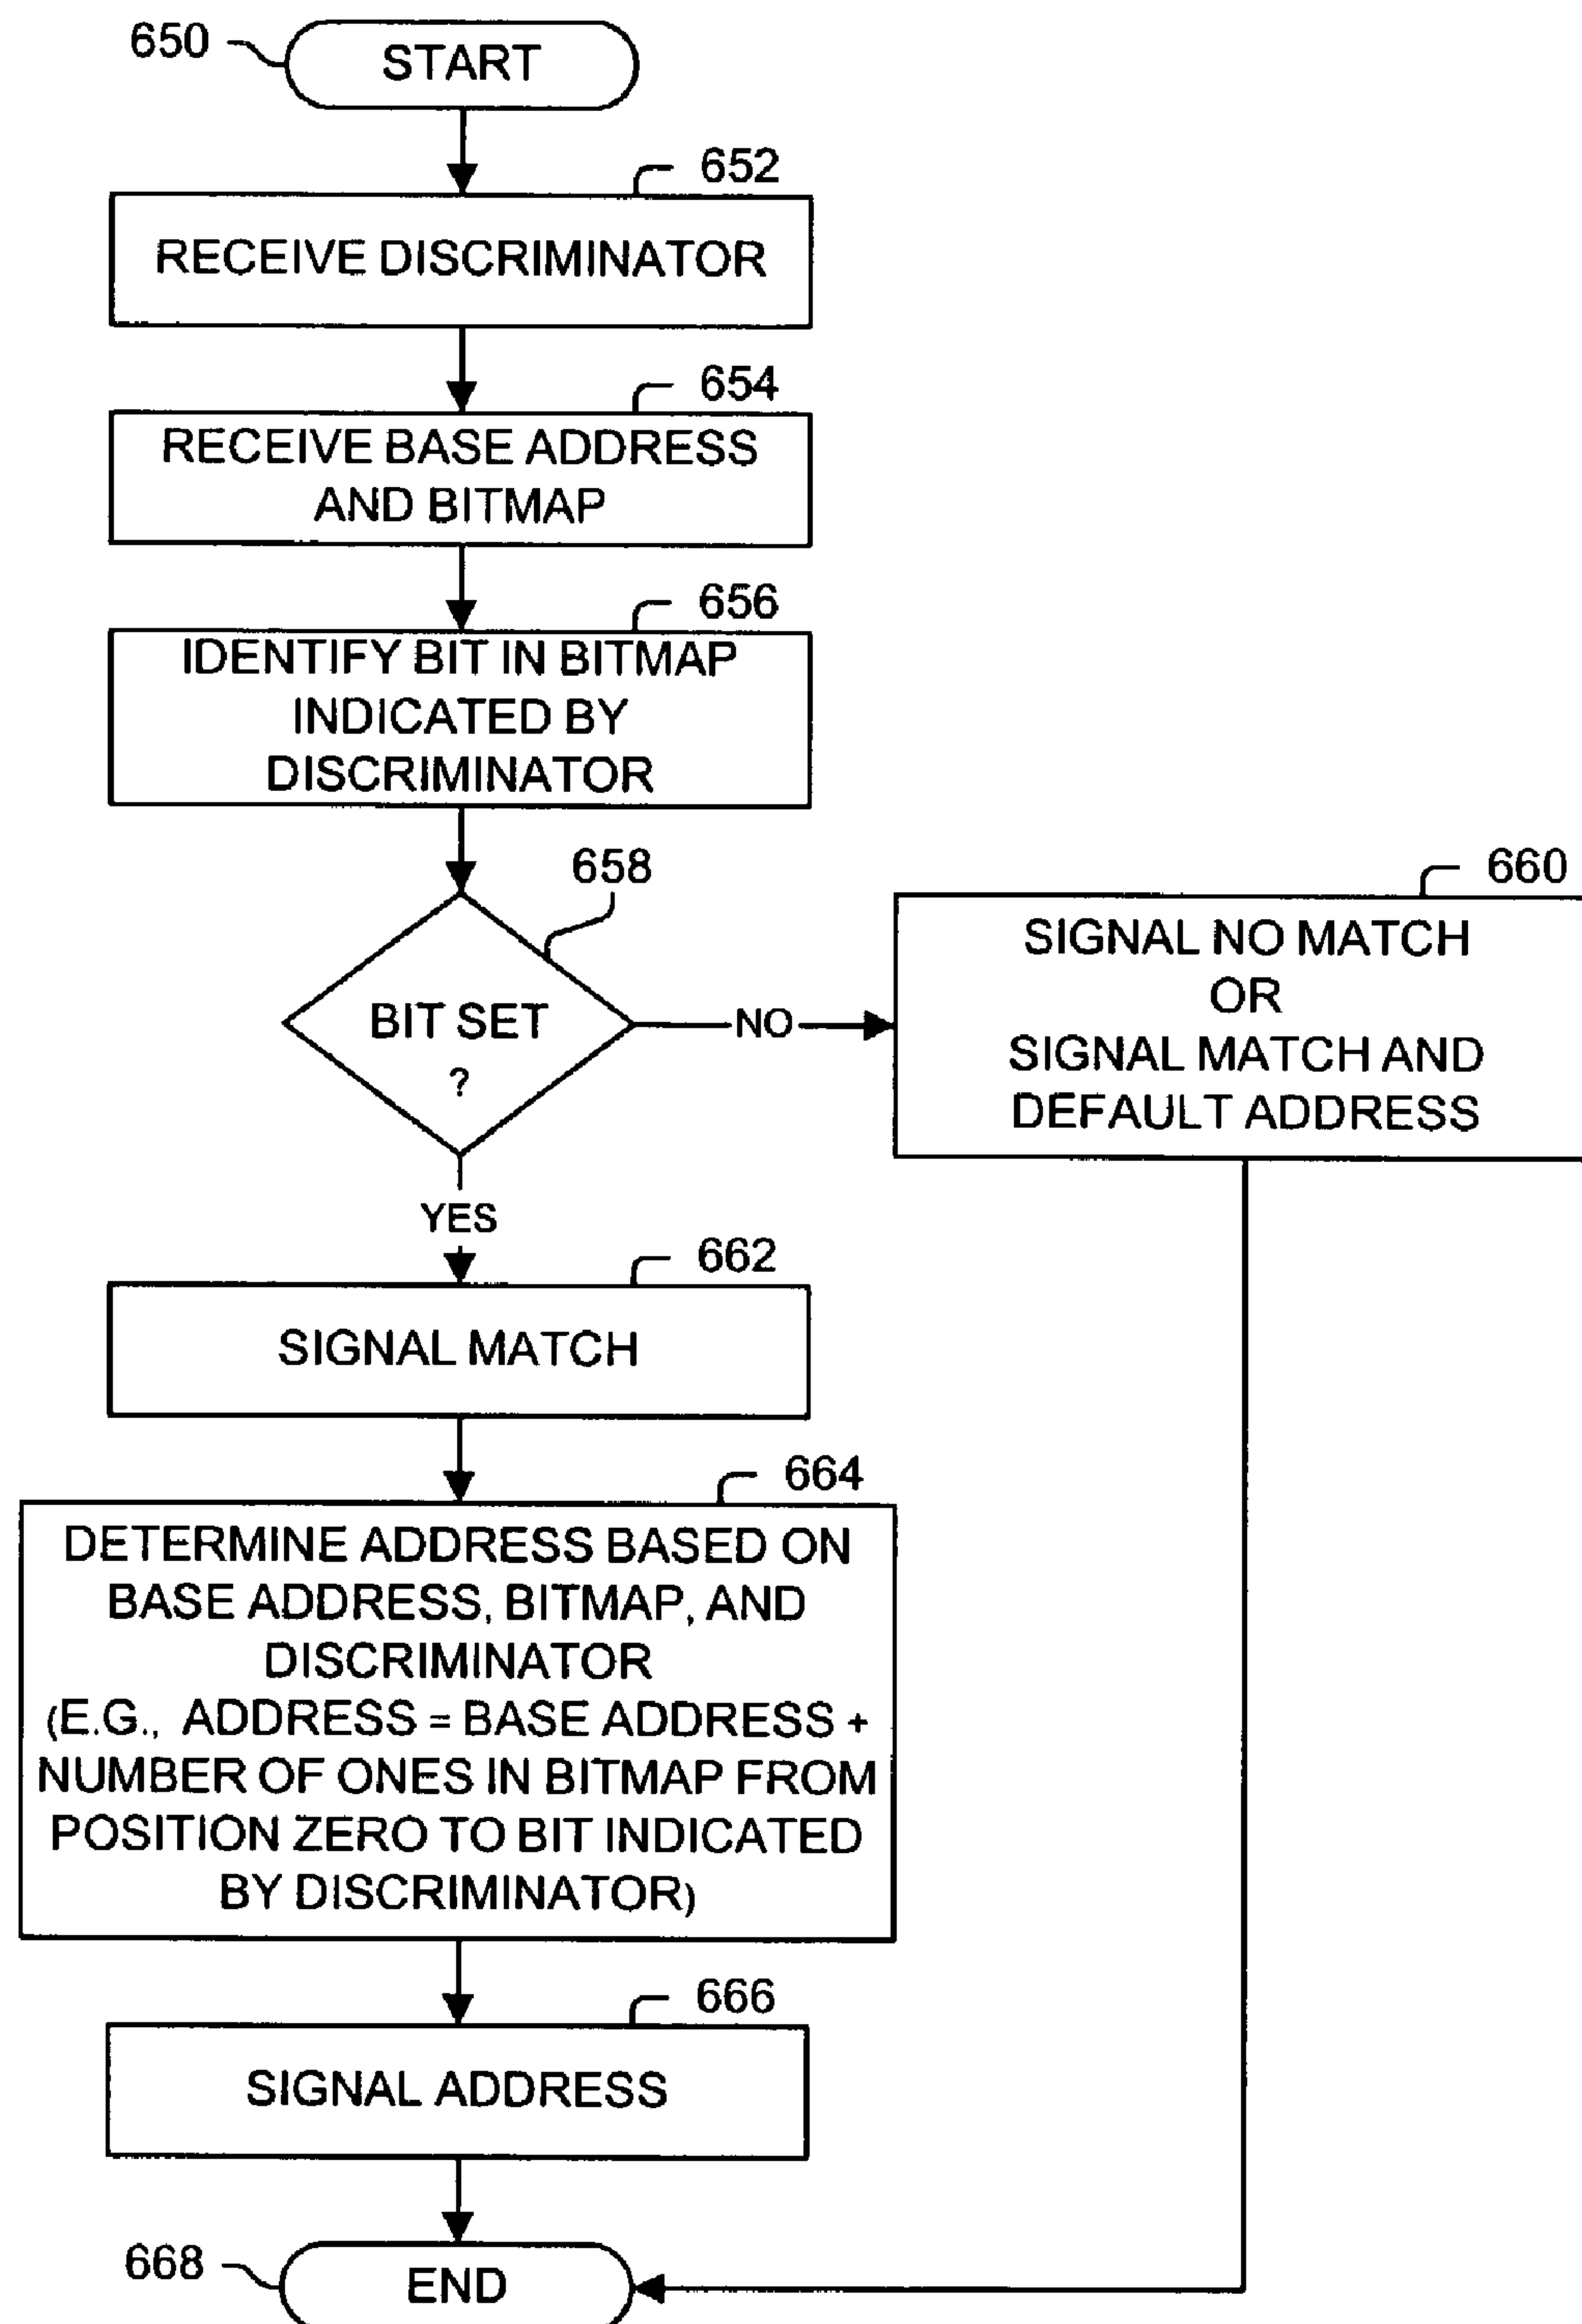 650
START
652
RECEIVE DISCRIMINATOR
654
RECEIVE BASE ADDRESS
AND BITMAP
656
IDENTIFY BIT IN BITMAP
INDICATED BY
DISCRIMINATOR
658
BIT SET
?
NO
660
SIGNAL NO MATCH
OR
SIGNAL MATCH AND
DEFAULT ADDRESS
YES
662
SIGNAL MATCH
664
DETERMINE ADDRESS BASED ON
BASE ADDRESS, BITMAP, AND
DISCRIMINATOR
(E.G., ADDRESS = BASE ADDRESS +
NUMBER OF ONES IN BITMAP FROM
POSITION ZERO TO BIT INDICATED
BY DISCRIMINATOR)
666
SIGNAL ADDRESS
668
END